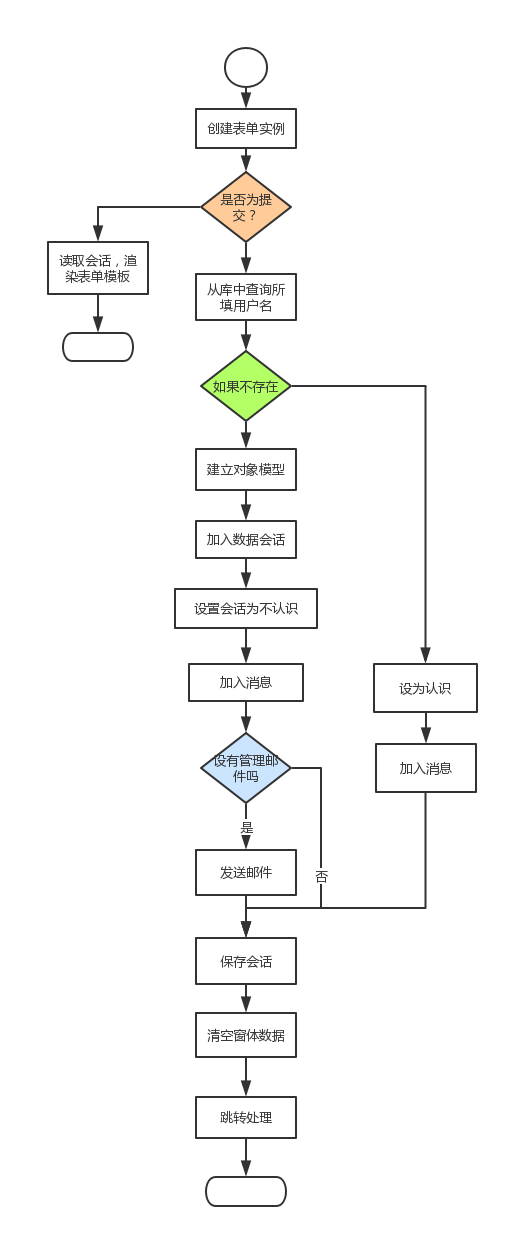 创建表单实例
是否为提
交？
读取会话，渲
染表单模板
从库中查询所
填用户名
如果不存在
建立对象模型
加入数据会话
设置会话为不认识
加入消息
设为认识
设有管理邮
件吗
加入消息
是
发送邮件
否
保存会话
清空窗体数据
跳转处理